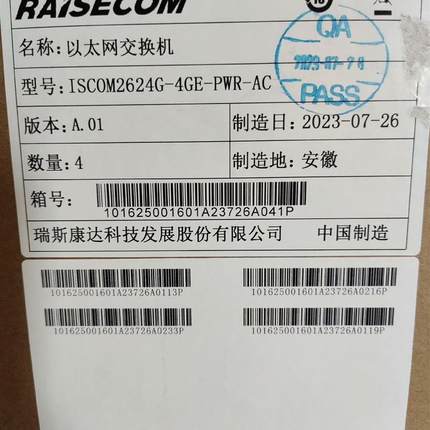 RAISECOM
10
名称: 以太网交换机
QA
型号: ISCOM2624G-4GE-PWR-AC
2023-07-26
PASS
版本: A.01
制造日: 2023-07-26
数量: 4
制造地: 安徽
箱号:
101625001601A23726A041P
瑞斯康达科技发展股份有限公司
中国制造
101625001601A23726A0113P
101625001601A23726A0216P
101625001601A23726A0233P
101625001601A23726A0119P